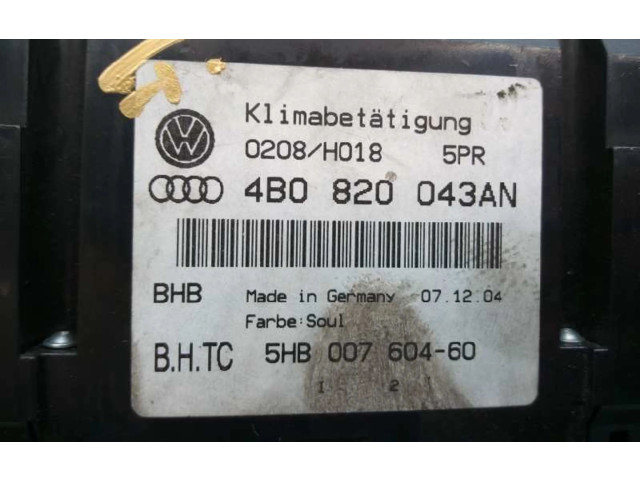 Klimabetätigung
0208/H018 5PR
4B0 820 043AN
BHB Made in Germany 07.12.04
Farbe:Soul
B.H.TC 5HB 007 604-60
1 2